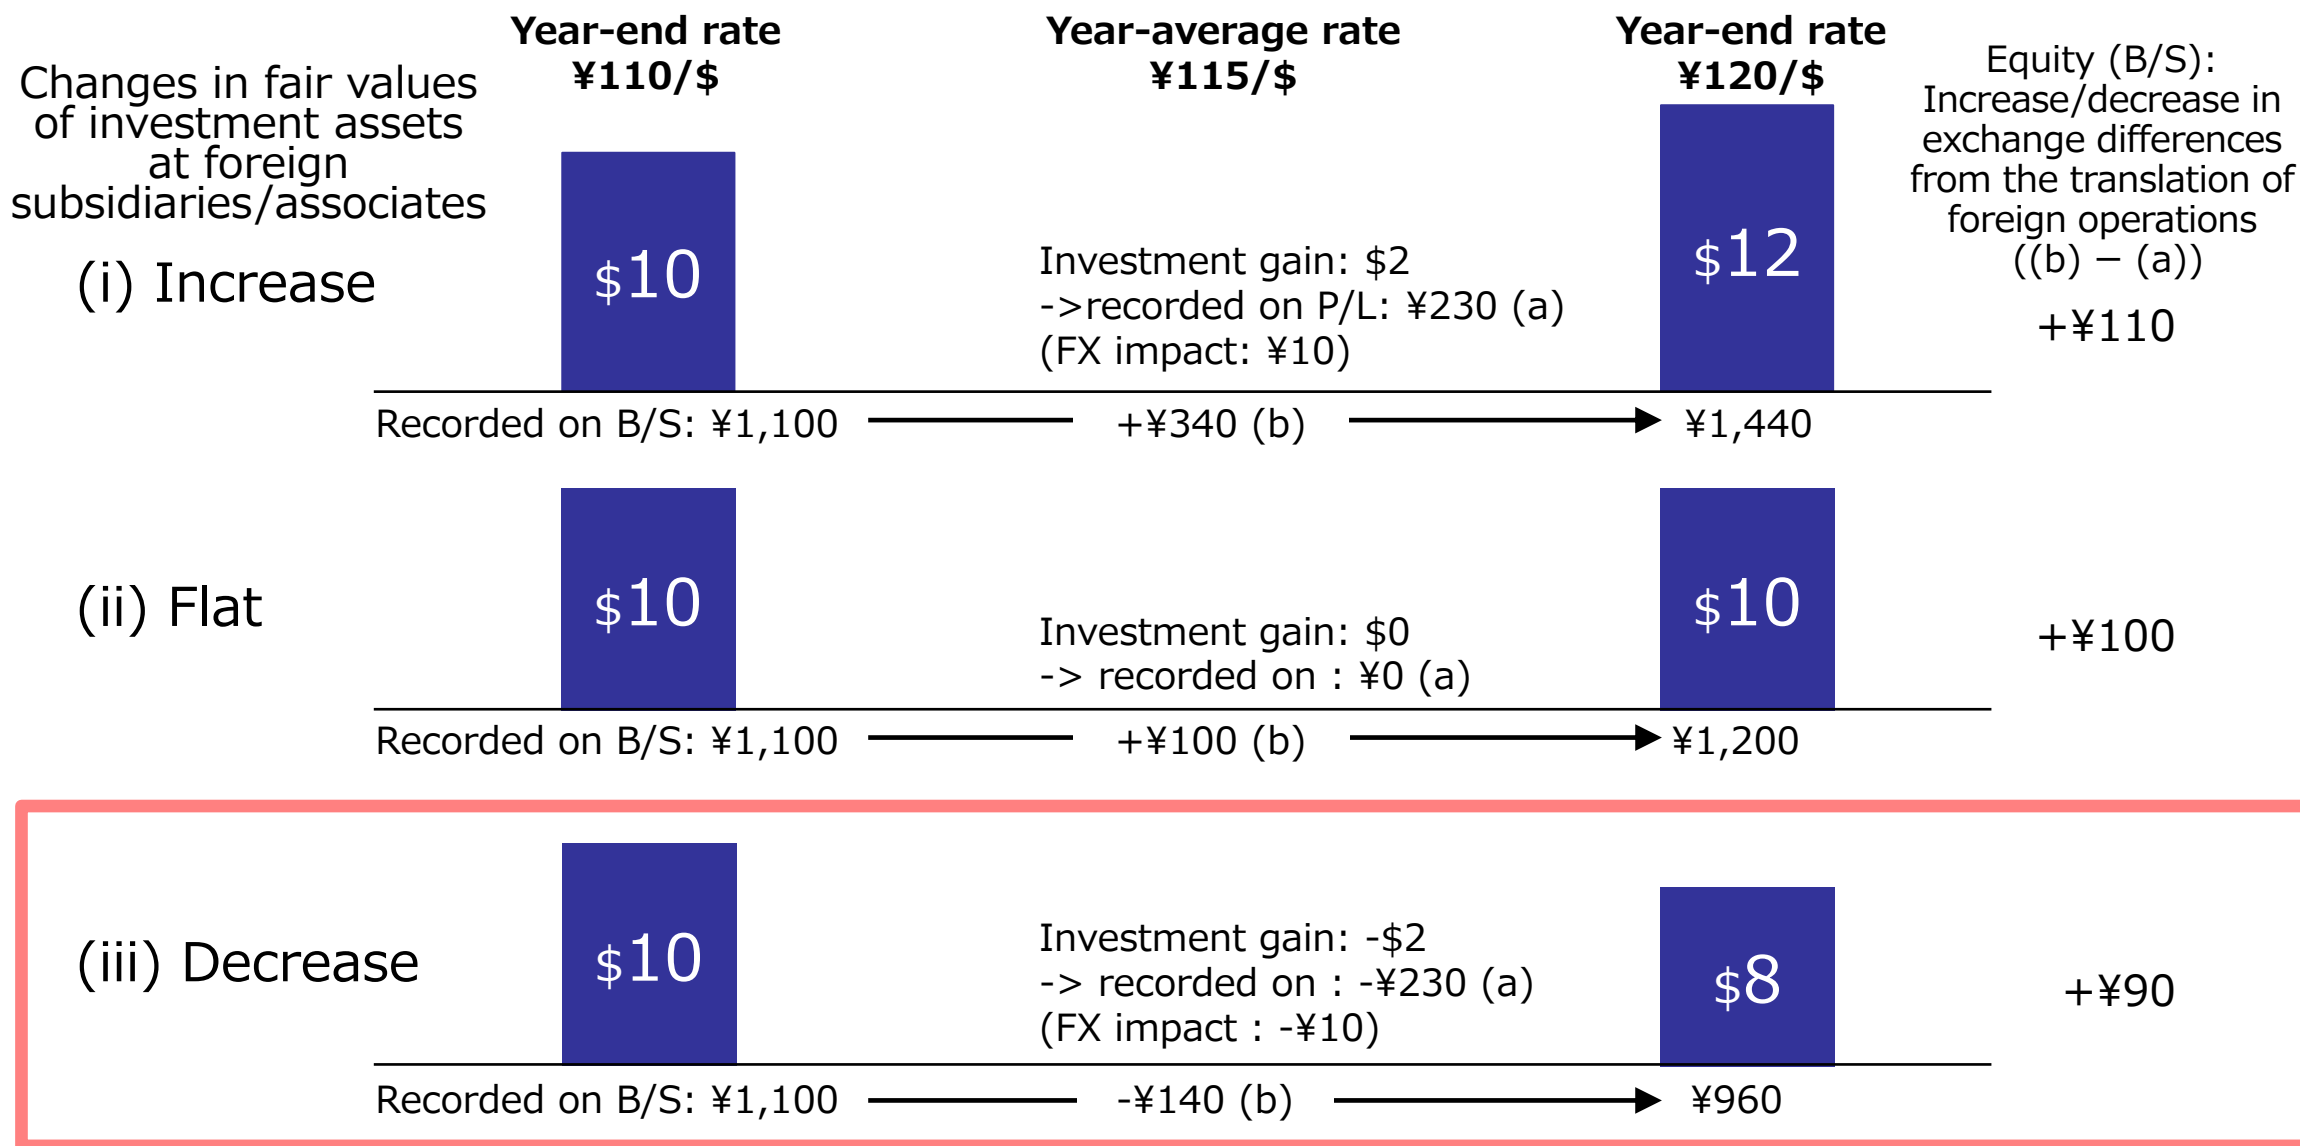 Year-end rate
¥110/$
Year-average rate
¥115/$
Year-end rate
¥120/$
Changes in fair values
of investment assets
at foreign
subsidiaries/associates
Equity (B/S):
Increase/decrease in
exchange differences
from the translation of
foreign operations
((b) − (a))
(i) Increase
$10
Investment gain: $2
->recorded on P/L: ¥230 (a)
(FX impact: ¥10)
$12
+¥110
Recorded on B/S: ¥1,100
+¥340 (b)
¥1,440
(ii) Flat
$10
Investment gain: $0
-> recorded on : ¥0 (a)
$10
+¥100
Recorded on B/S: ¥1,100
+¥100 (b)
¥1,200
(iii) Decrease
$10
Investment gain: -$2
-> recorded on : -¥230 (a)
(FX impact : -¥10)
$8
+¥90
Recorded on B/S: ¥1,100
-¥140 (b)
¥960